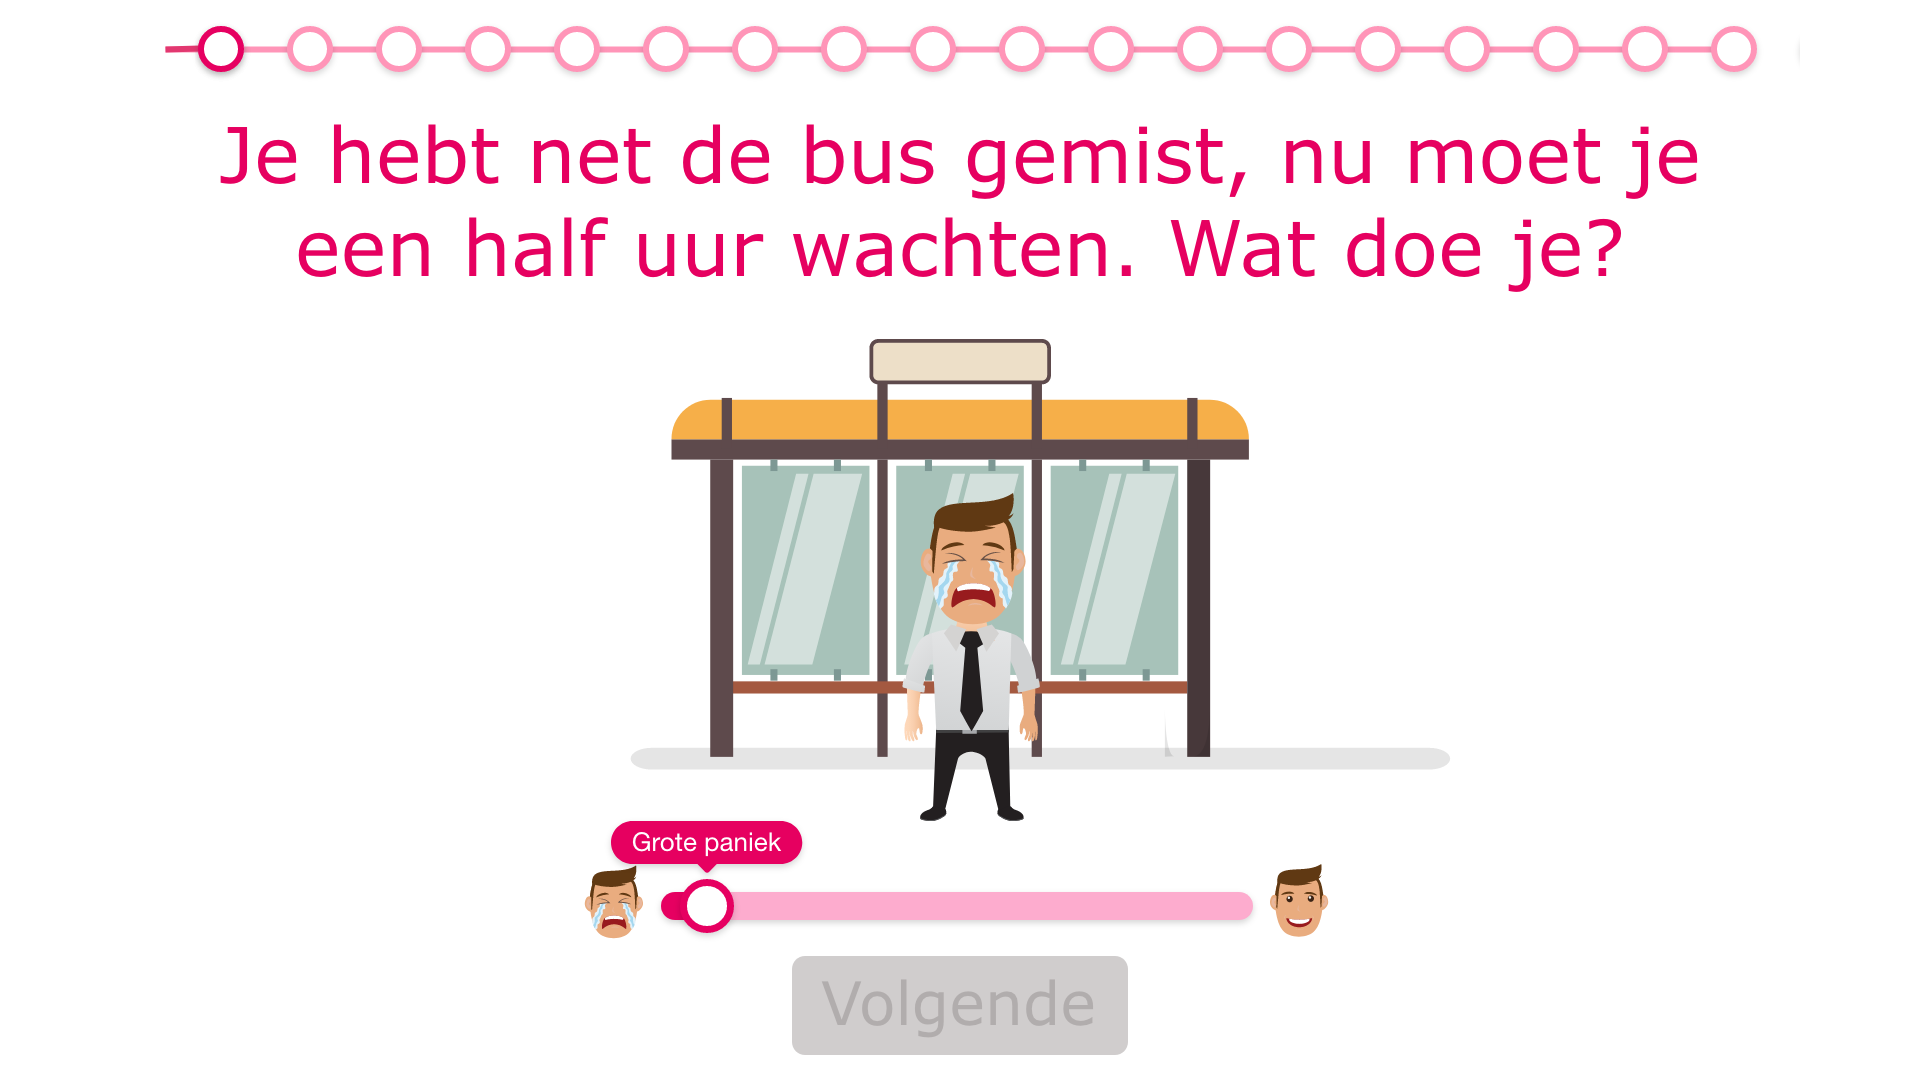 Je hebt net de bus gemist, nu moet je
een half uur wachten. Wat doe je?
Grote paniek
Volgende